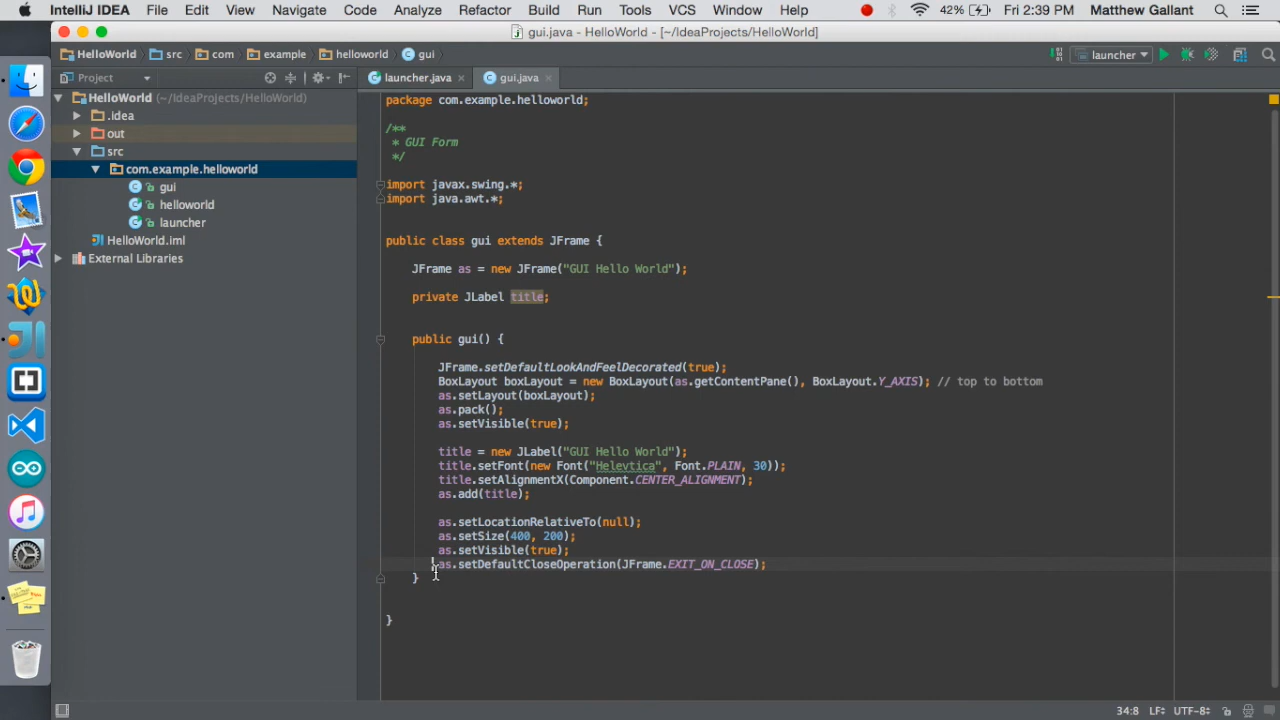 IntelliJ IDEA File Edit View Navigate Code Analyze Refactor Build Run Tools VCS Window Help 42% Fri 2:39 PM Matthew Gallant
gui.java - HelloWorld - [~/IdeaProjects/HelloWorld]
HelloWorld src com example helloworld gui launcher
Project launcher.java gui.java
HelloWorld (~/IdeaProjects/HelloWorld)
.idea
out
src
com.example.helloworld
gui
helloworld
launcher
HelloWorld.iml
External Libraries
package com.example.helloworld;
/**
* GUI Form
*/
import javax.swing.*;
import java.awt.*;
public class gui extends JFrame {
JFrame as = new JFrame("GUI Hello World");
private JLabel title;
public gui() {
JFrame.setDefaultLookAndFeelDecorated(true);
BoxLayout boxLayout = new BoxLayout(as.getContentPane(), BoxLayout.Y_AXIS); // top to bottom
as.setLayout(boxLayout);
as.pack();
as.setVisible(true);
title = new JLabel("GUI Hello World");
title.setFont(new Font("Helevtica", Font.PLAIN, 30));
title.setAlignmentX(Component.CENTER_ALIGNMENT);
as.add(title);
as.setLocationRelativeTo(null);
as.setSize(400, 200);
as.setVisible(true);
as.setDefaultCloseOperation(JFrame.EXIT_ON_CLOSE);
}
}
34:8 LF÷ UTF-8÷